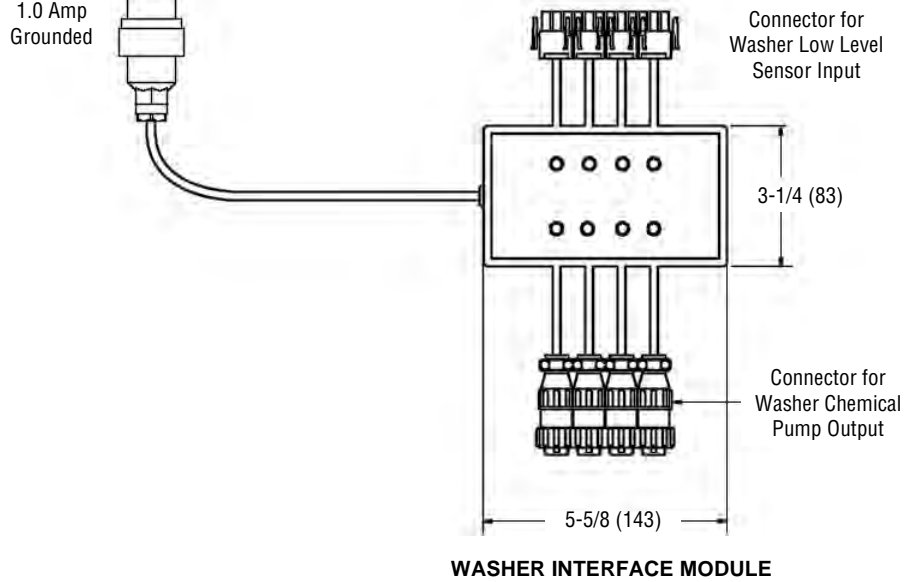 1.0 Amp
Grounded
Connector for
Washer Low Level
Sensor Input
3-1/4 (83)
Connector for
Washer Chemical
Pump Output
5-5/8 (143)
WASHER INTERFACE MODULE